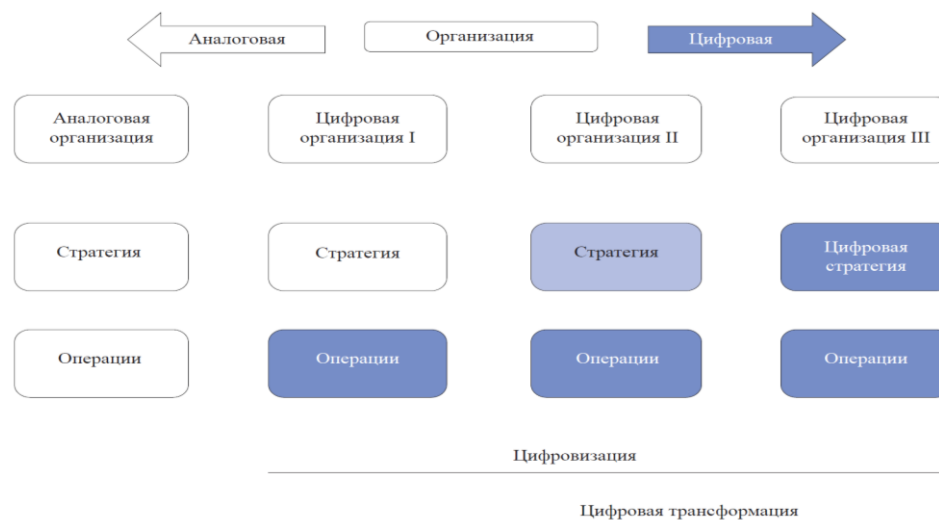 Аналоговая
Организация
Цифровая
Аналоговая
организация
Цифровая
организация I
Цифровая
организация II
Цифровая
организация III
Стратегия
Стратегия
Стратегия
Цифровая
стратегия
Операции
Операции
Операции
Операции
Цифровизация
Цифровая трансформация